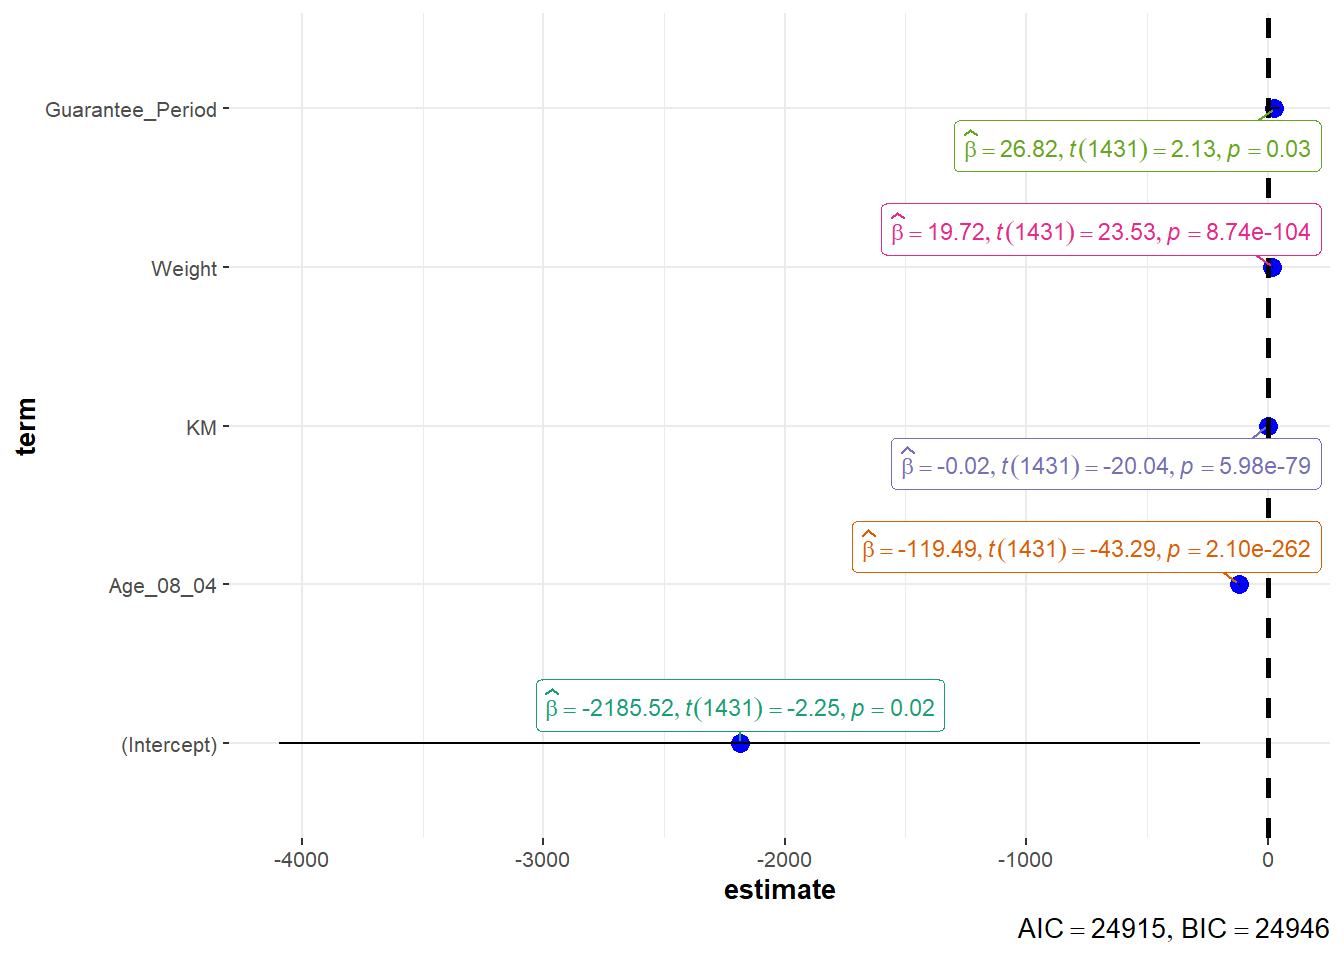 Guarantee_Period
β̂ = 26.82, t(1431) = 2.13, p = 0.03
β̂ = 19.72, t(1431) = 23.53, p = 8.74e-104
Weight
term
KM
β̂ = -0.02, t(1431) = -20.04, p = 5.98e-79
β̂ = -119.49, t(1431) = -43.29, p = 2.10e-262
Age_08_04
β̂ = -2185.52, t(1431) = -2.25, p = 0.02
(Intercept)
-4000 -3000 -2000 -1000 0
estimate
AIC = 24915, BIC = 24946